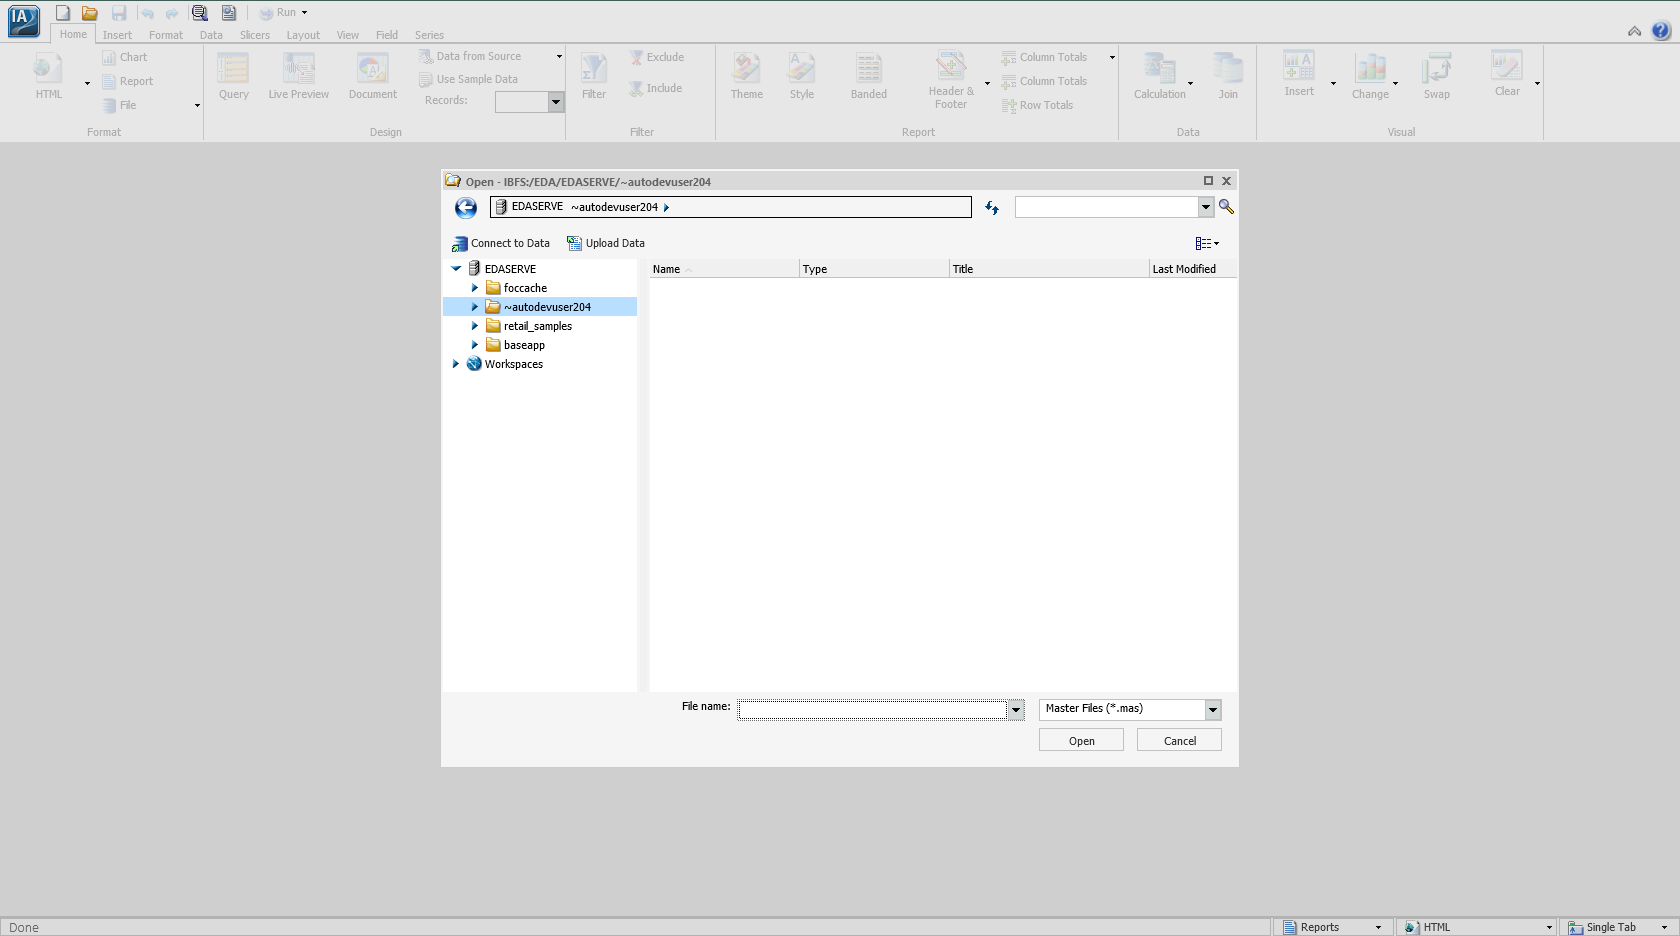 IA
Run
Home Insert Format Data Slicers Layout View Field Series
HTML
Chart
Report
File
Format
Query
Live Preview
Document
Data from Source
Use Sample Data
Records:
Design
Filter
Exclude
Include
Filter
Theme
Style
Banded
Header &
Footer
Column Totals
Column Totals
Row Totals
Report
Calculation
Join
Data
Insert
Change
Swap
Clear
Visual
Open - IBFS:/EDA/EDASERVE/~autodevuser204
EDASERVE ~autodevuser204
Connect to Data Upload Data
EDASERVE
foccache
~autodevuser204
retail_samples
baseapp
Workspaces
Name Type Title Last Modified
File name:
Master Files (*.mas)
Open Cancel
Done
Reports
HTML
Single Tab